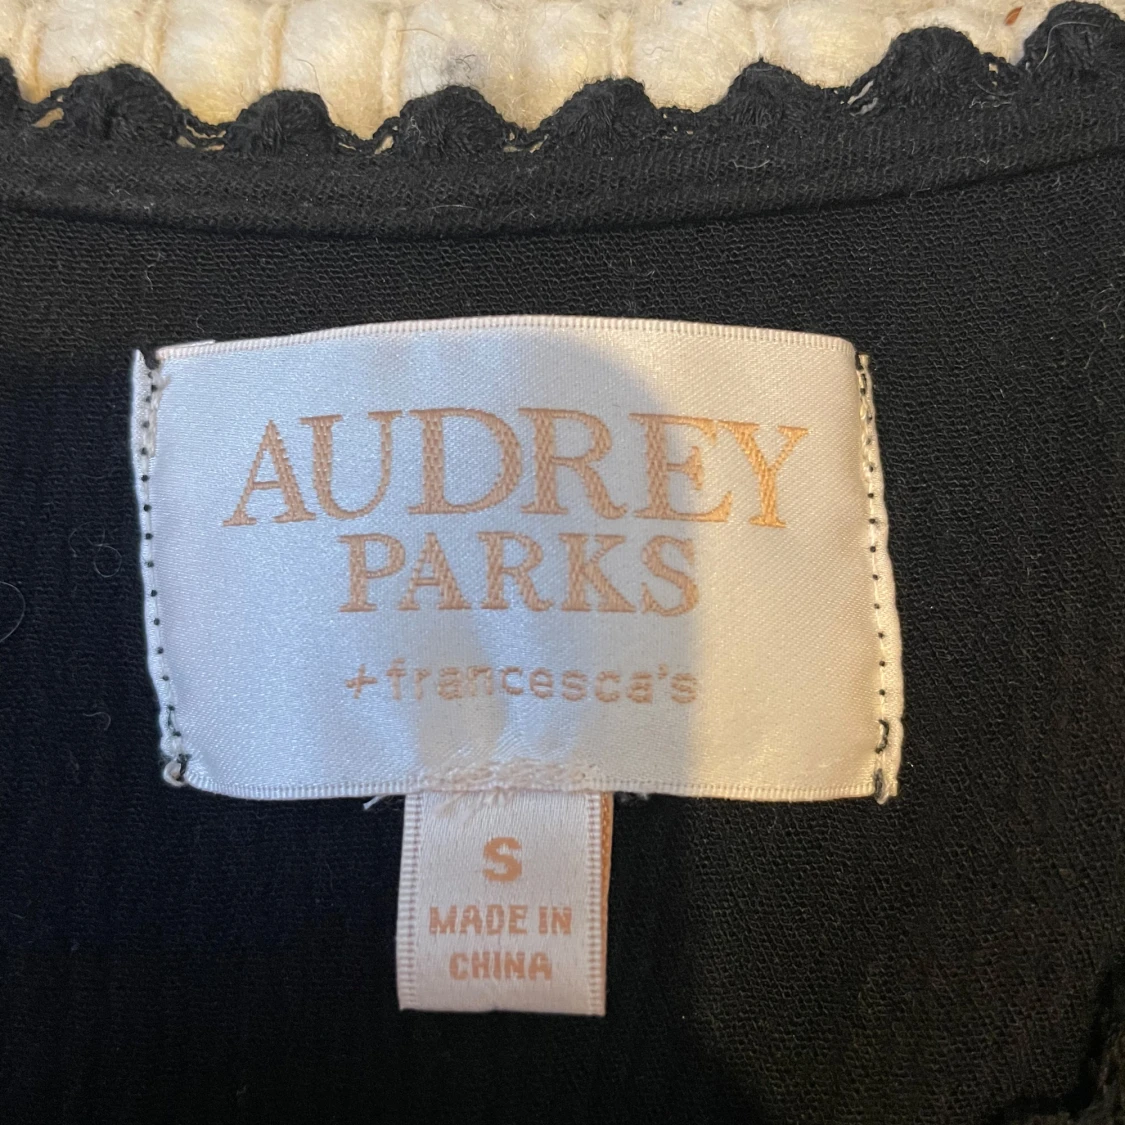 AUDREY
PARKS
+francesca's
S
MADE IN
CHINA